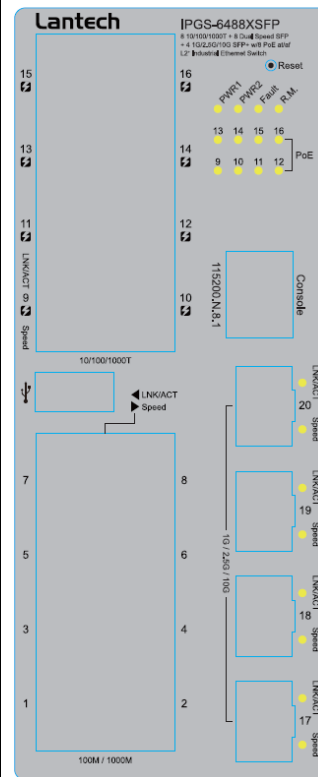 Lantech
IPGS-6488XSFP
8 10/100/1000T + 8 Dual Speed SFP
+ 4 1G/2.5G/10G SFP+ w/8 PoE at/af
L2+ Industrial Ethernet Switch
Reset
15
16
PWR1 PWR2 Fault R.M.
13 14 15 16
PoE
9 10 11 12
13
14
11
12
LNK/ACT
9
Speed
10
115200.N.8.1
Console
10/100/1000T
LNK/ACT
Speed
LNK/ACT
20
Speed
7
8
LNK/ACT
19
Speed
1G / 2.5G / 10G
5
6
LNK/ACT
18
Speed
3
4
LNK/ACT
17
Speed
1
2
100M / 1000M